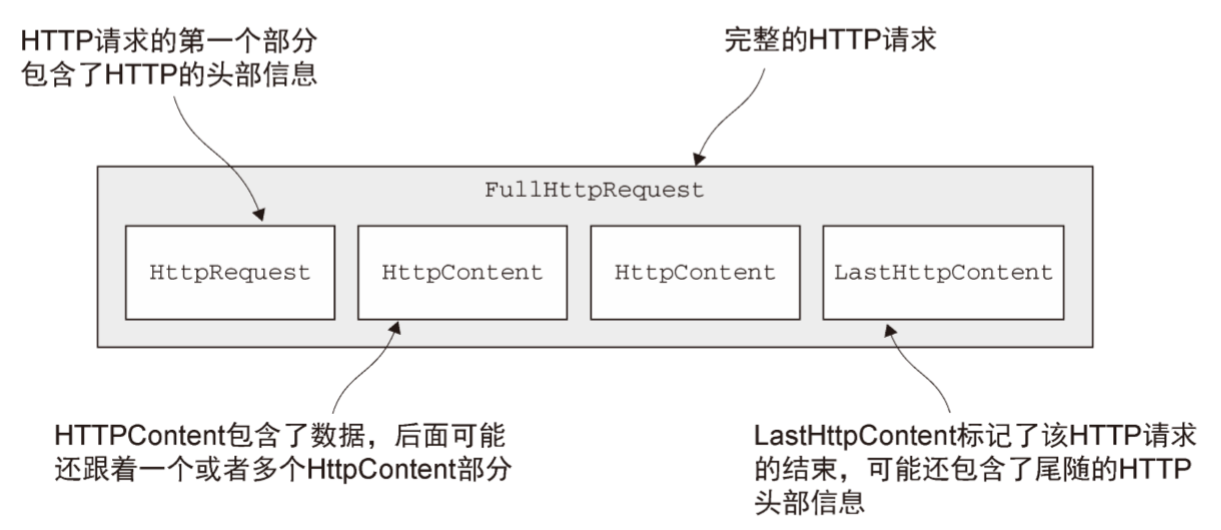 HTTP请求的第一个部分
包含了HTTP的头部信息
完整的HTTP请求
FullHttpRequest
HttpRequest
HttpContent
HttpContent
LastHttpContent
HTTPContent包含了数据，后面可能
还跟着一个或者多个HttpContent部分
LastHttpContent标记了该HTTP请求
的结束，可能还包含了尾随的HTTP
头部信息